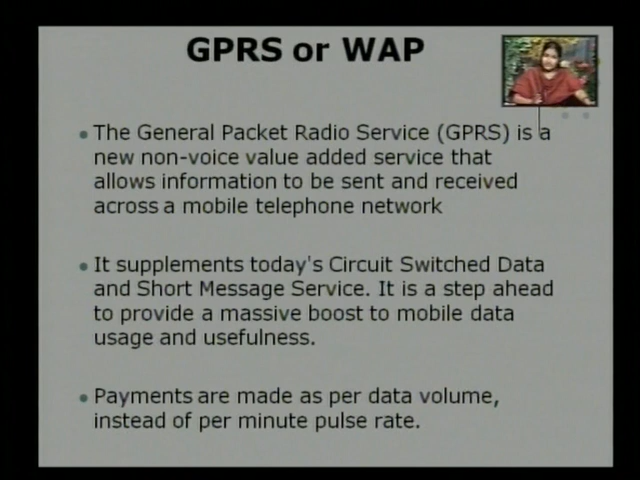 GPRS or WAP
The General Packet Radio Service (GPRS) is a
new non-voice value added service that
allows information to be sent and received
across a mobile telephone network
It supplements today's Circuit Switched Data
and Short Message Service. It is a step ahead
to provide a massive boost to mobile data
usage and usefulness.
Payments are made as per data volume,
instead of per minute pulse rate.